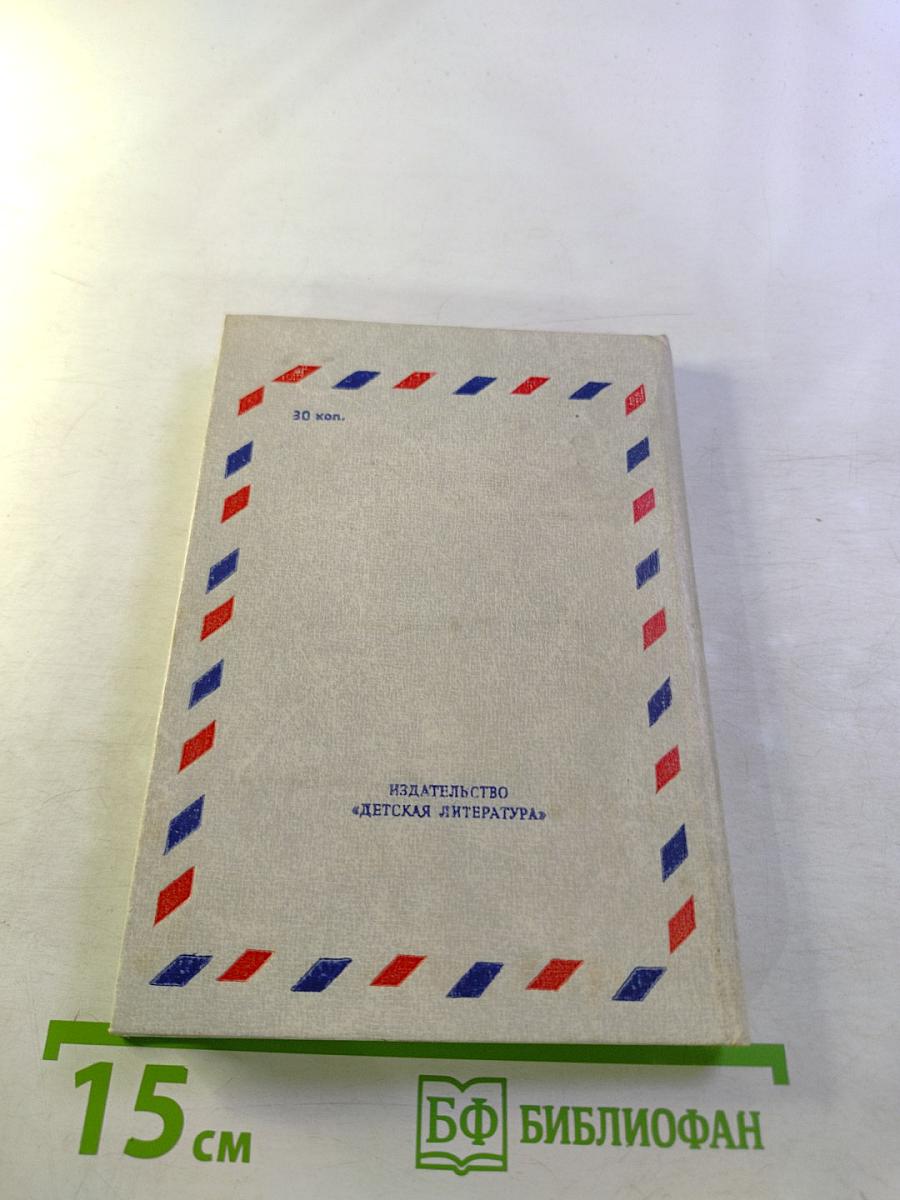 30 коп.
ИЗДАТЕЛЬСТВО
«ДЕТСКАЯ ЛИТЕРАТУРА»
15 см
БФ БИБЛИОФАН